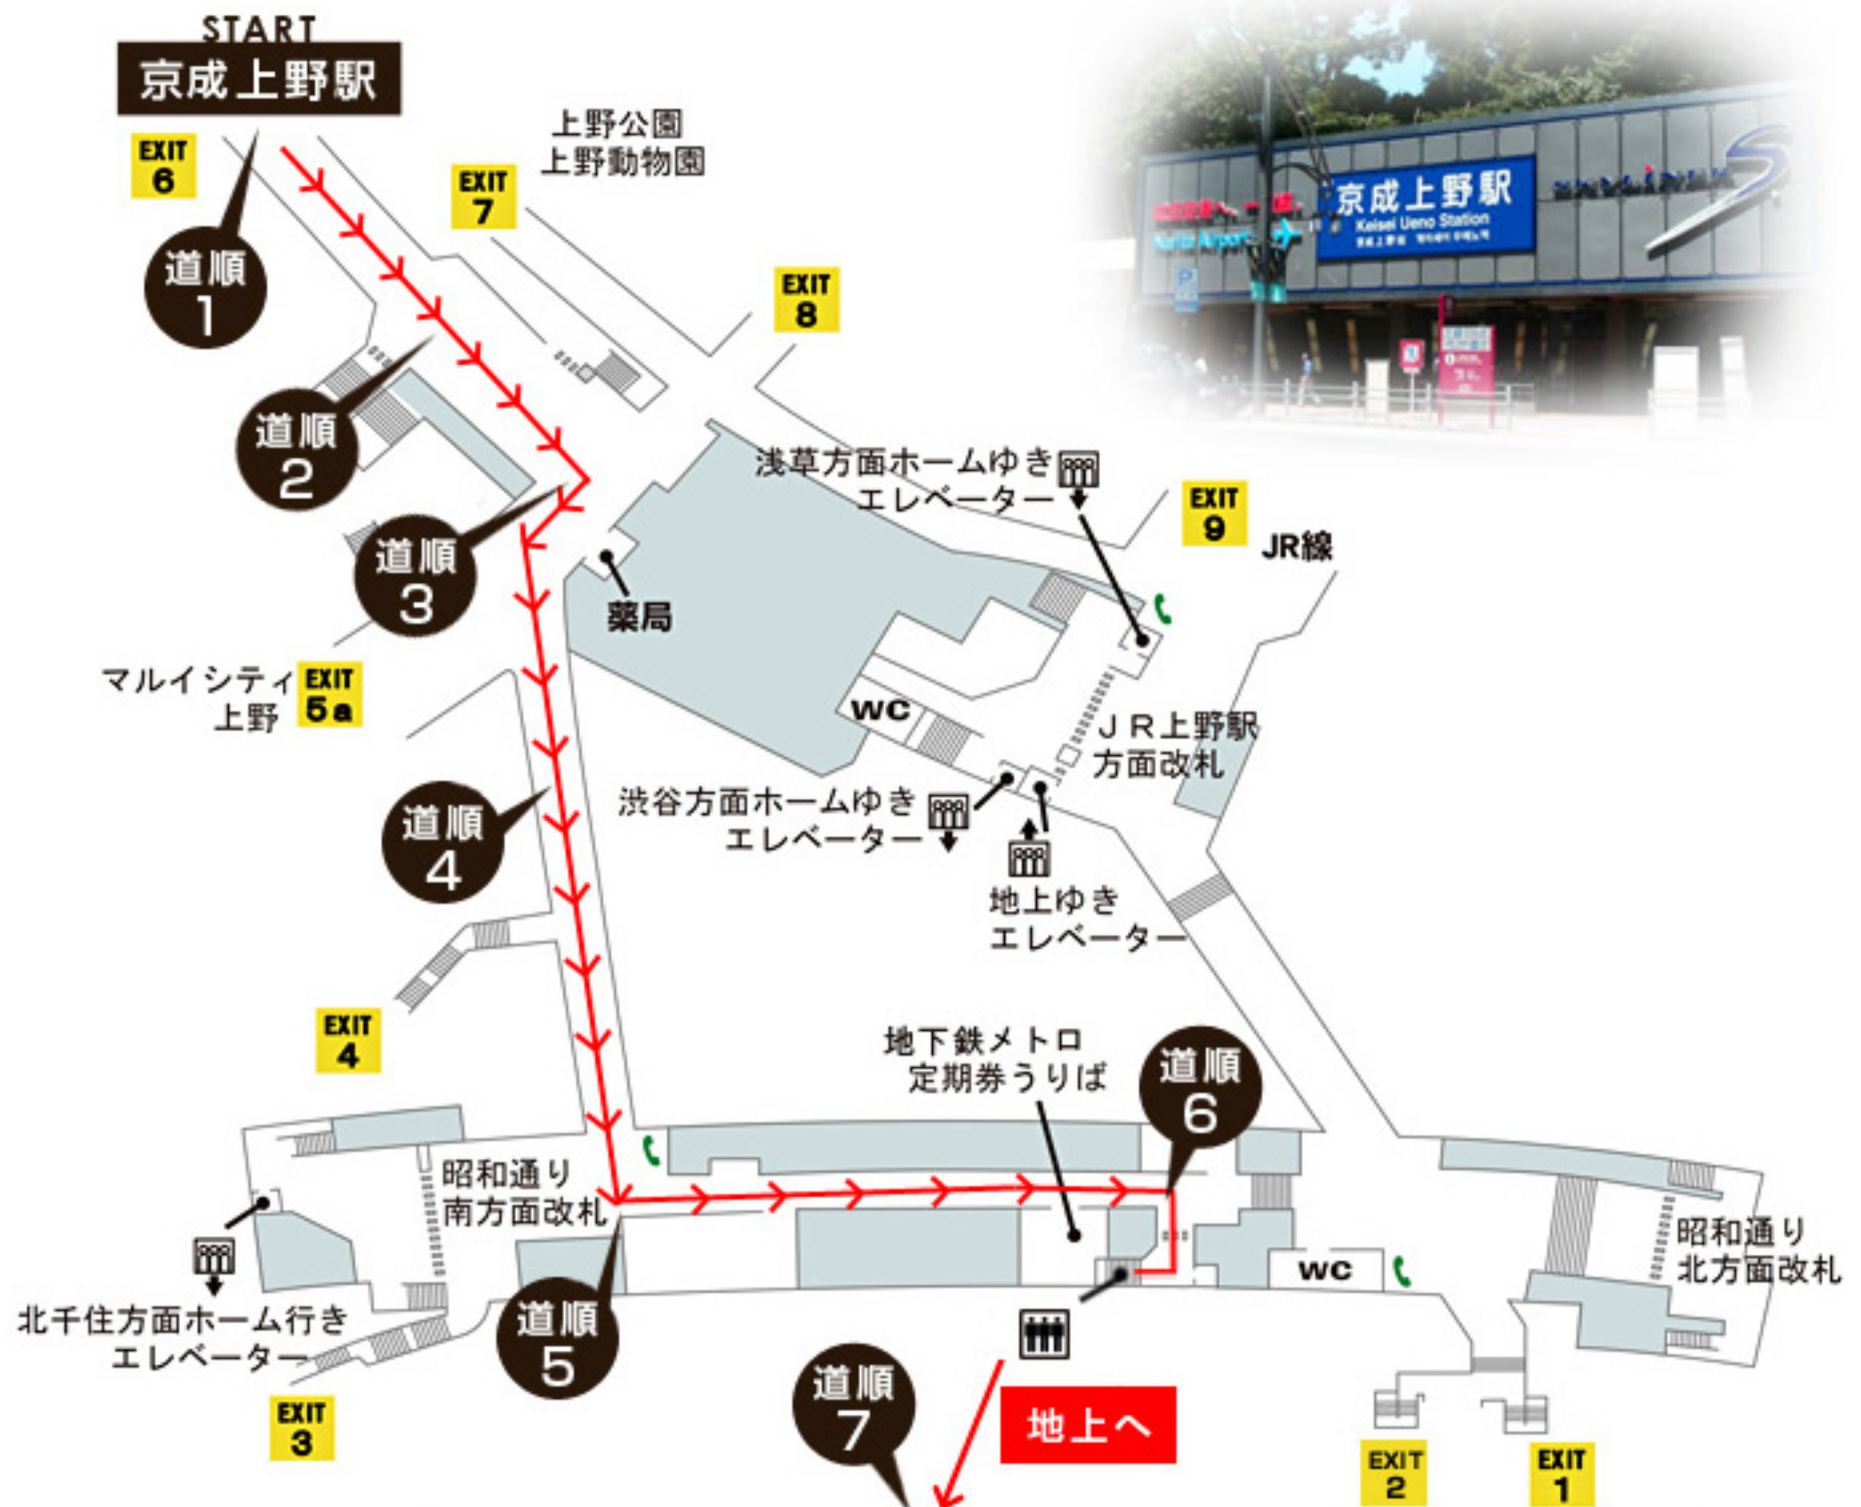 START
京成上野駅
EXIT
6
上野公園
上野動物園
EXIT
7
道順
1
EXIT
8
京成上野駅
Keisei Ueno Station
道順
2
浅草方面ホームゆき
エレベーター
EXIT
9
JR線
道順
3
薬局
マルイシティ
上野
EXIT
5a
WC
JR上野駅
方面改札
渋谷方面ホームゆき
エレベーター
道順
4
地上ゆき
エレベーター
EXIT
4
地下鉄メトロ
定期券うりば
道順
6
昭和通り
南方面改札
昭和通り
北方面改札
WC
北千住方面ホーム行き
エレベーター
道順
5
EXIT
3
道順
7
地上へ
EXIT
2
EXIT
1